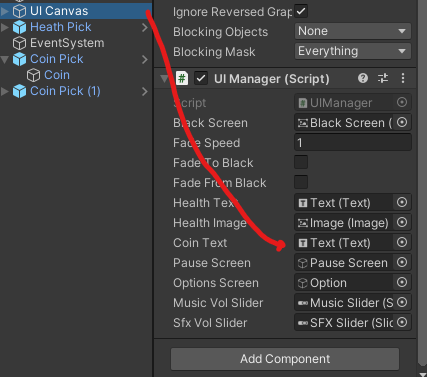 UI Canvas
Heath Pick
EventSystem
Coin Pick
Coin
Coin Pick (1)
Ignore Reversed Grap
Blocking Objects None
Blocking Mask Everything
# UI Manager (Script)
Script # UIManager
Black Screen Black Screen (
Fade Speed 1
Fade To Black
Fade From Black
Health Text T Text (Text)
Health Image Image (Image)
Coin Text T Text (Text)
Pause Screen Pause Screen
Options Screen Option
Music Vol Slider Music Slider (S
Sfx Vol Slider SFX Slider (Slid
Add Component